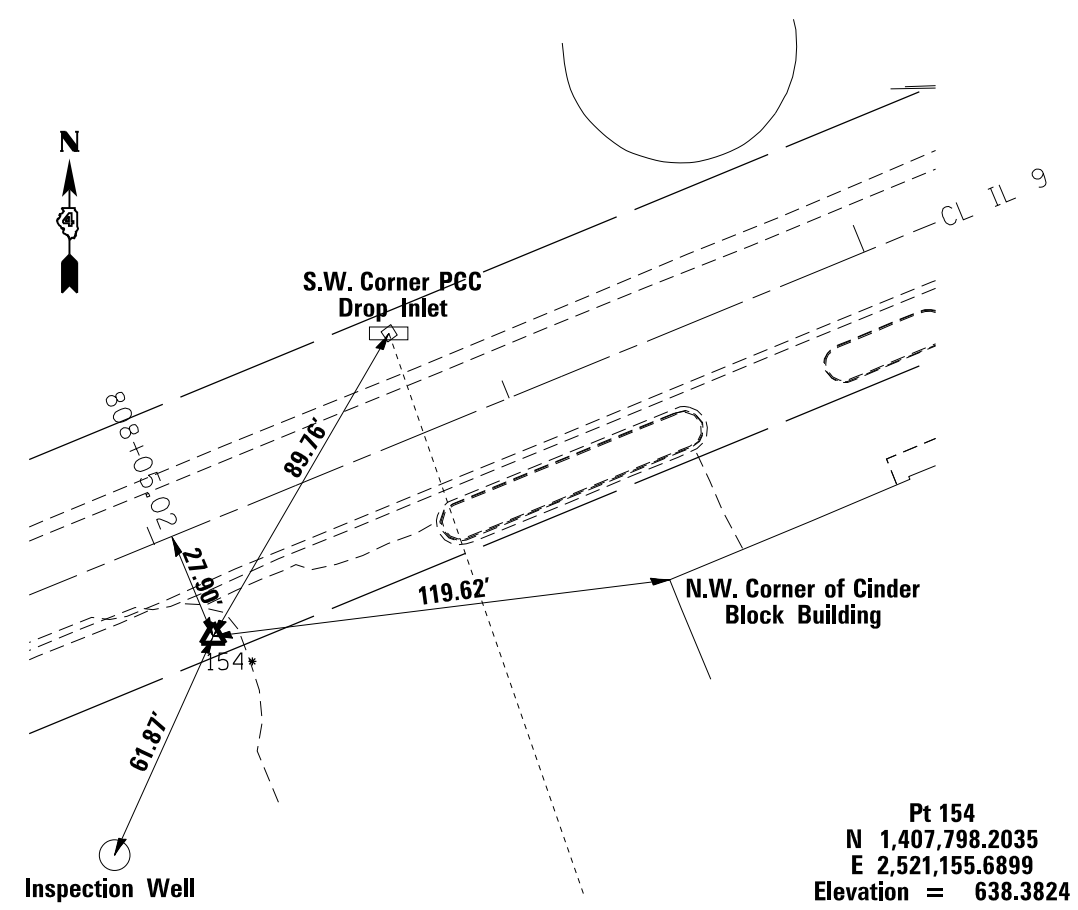 N
4
CL IL 9
S.W. Corner PCC
Drop Inlet
808+05.02
89.76'
27.90'
119.62'
N.W. Corner of Cinder
Block Building
154*
61.87'
Inspection Well
Pt 154
N 1,407,798.2035
E 2,521,155.6899
Elevation = 638.3824